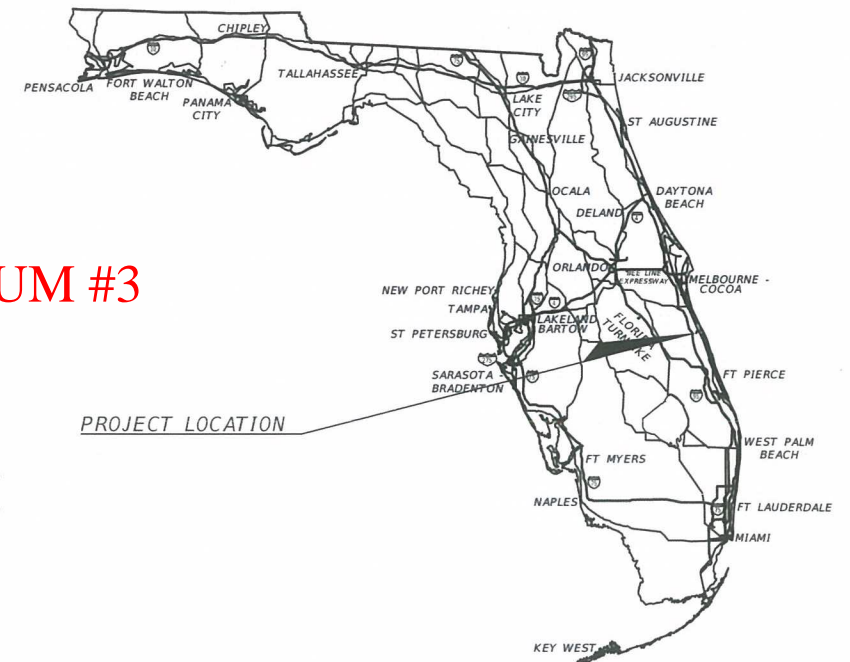 CHIPLEY
PENSACOLA
FORT WALTON
BEACH
PANAMA
CITY
TALLAHASSEE
LAKE
CITY
JACKSONVILLE
ST AUGUSTINE
GAINESVILLE
OCALA
DELAND
DAYTONA
BEACH
UM #3
ORLANDO
BEE LINE
EXPRESSWAY
MELBOURNE -
COCOA
NEW PORT RICHEY
TAMPA
LAKELAND
BARTOW
ST PETERSBURG
FLORIDA
TURNPIKE
SARASOTA -
BRADENTON
FT PIERCE
PROJECT LOCATION
WEST PALM
BEACH
FT MYERS
NAPLES
FT LAUDERDALE
MIAMI
KEY WEST